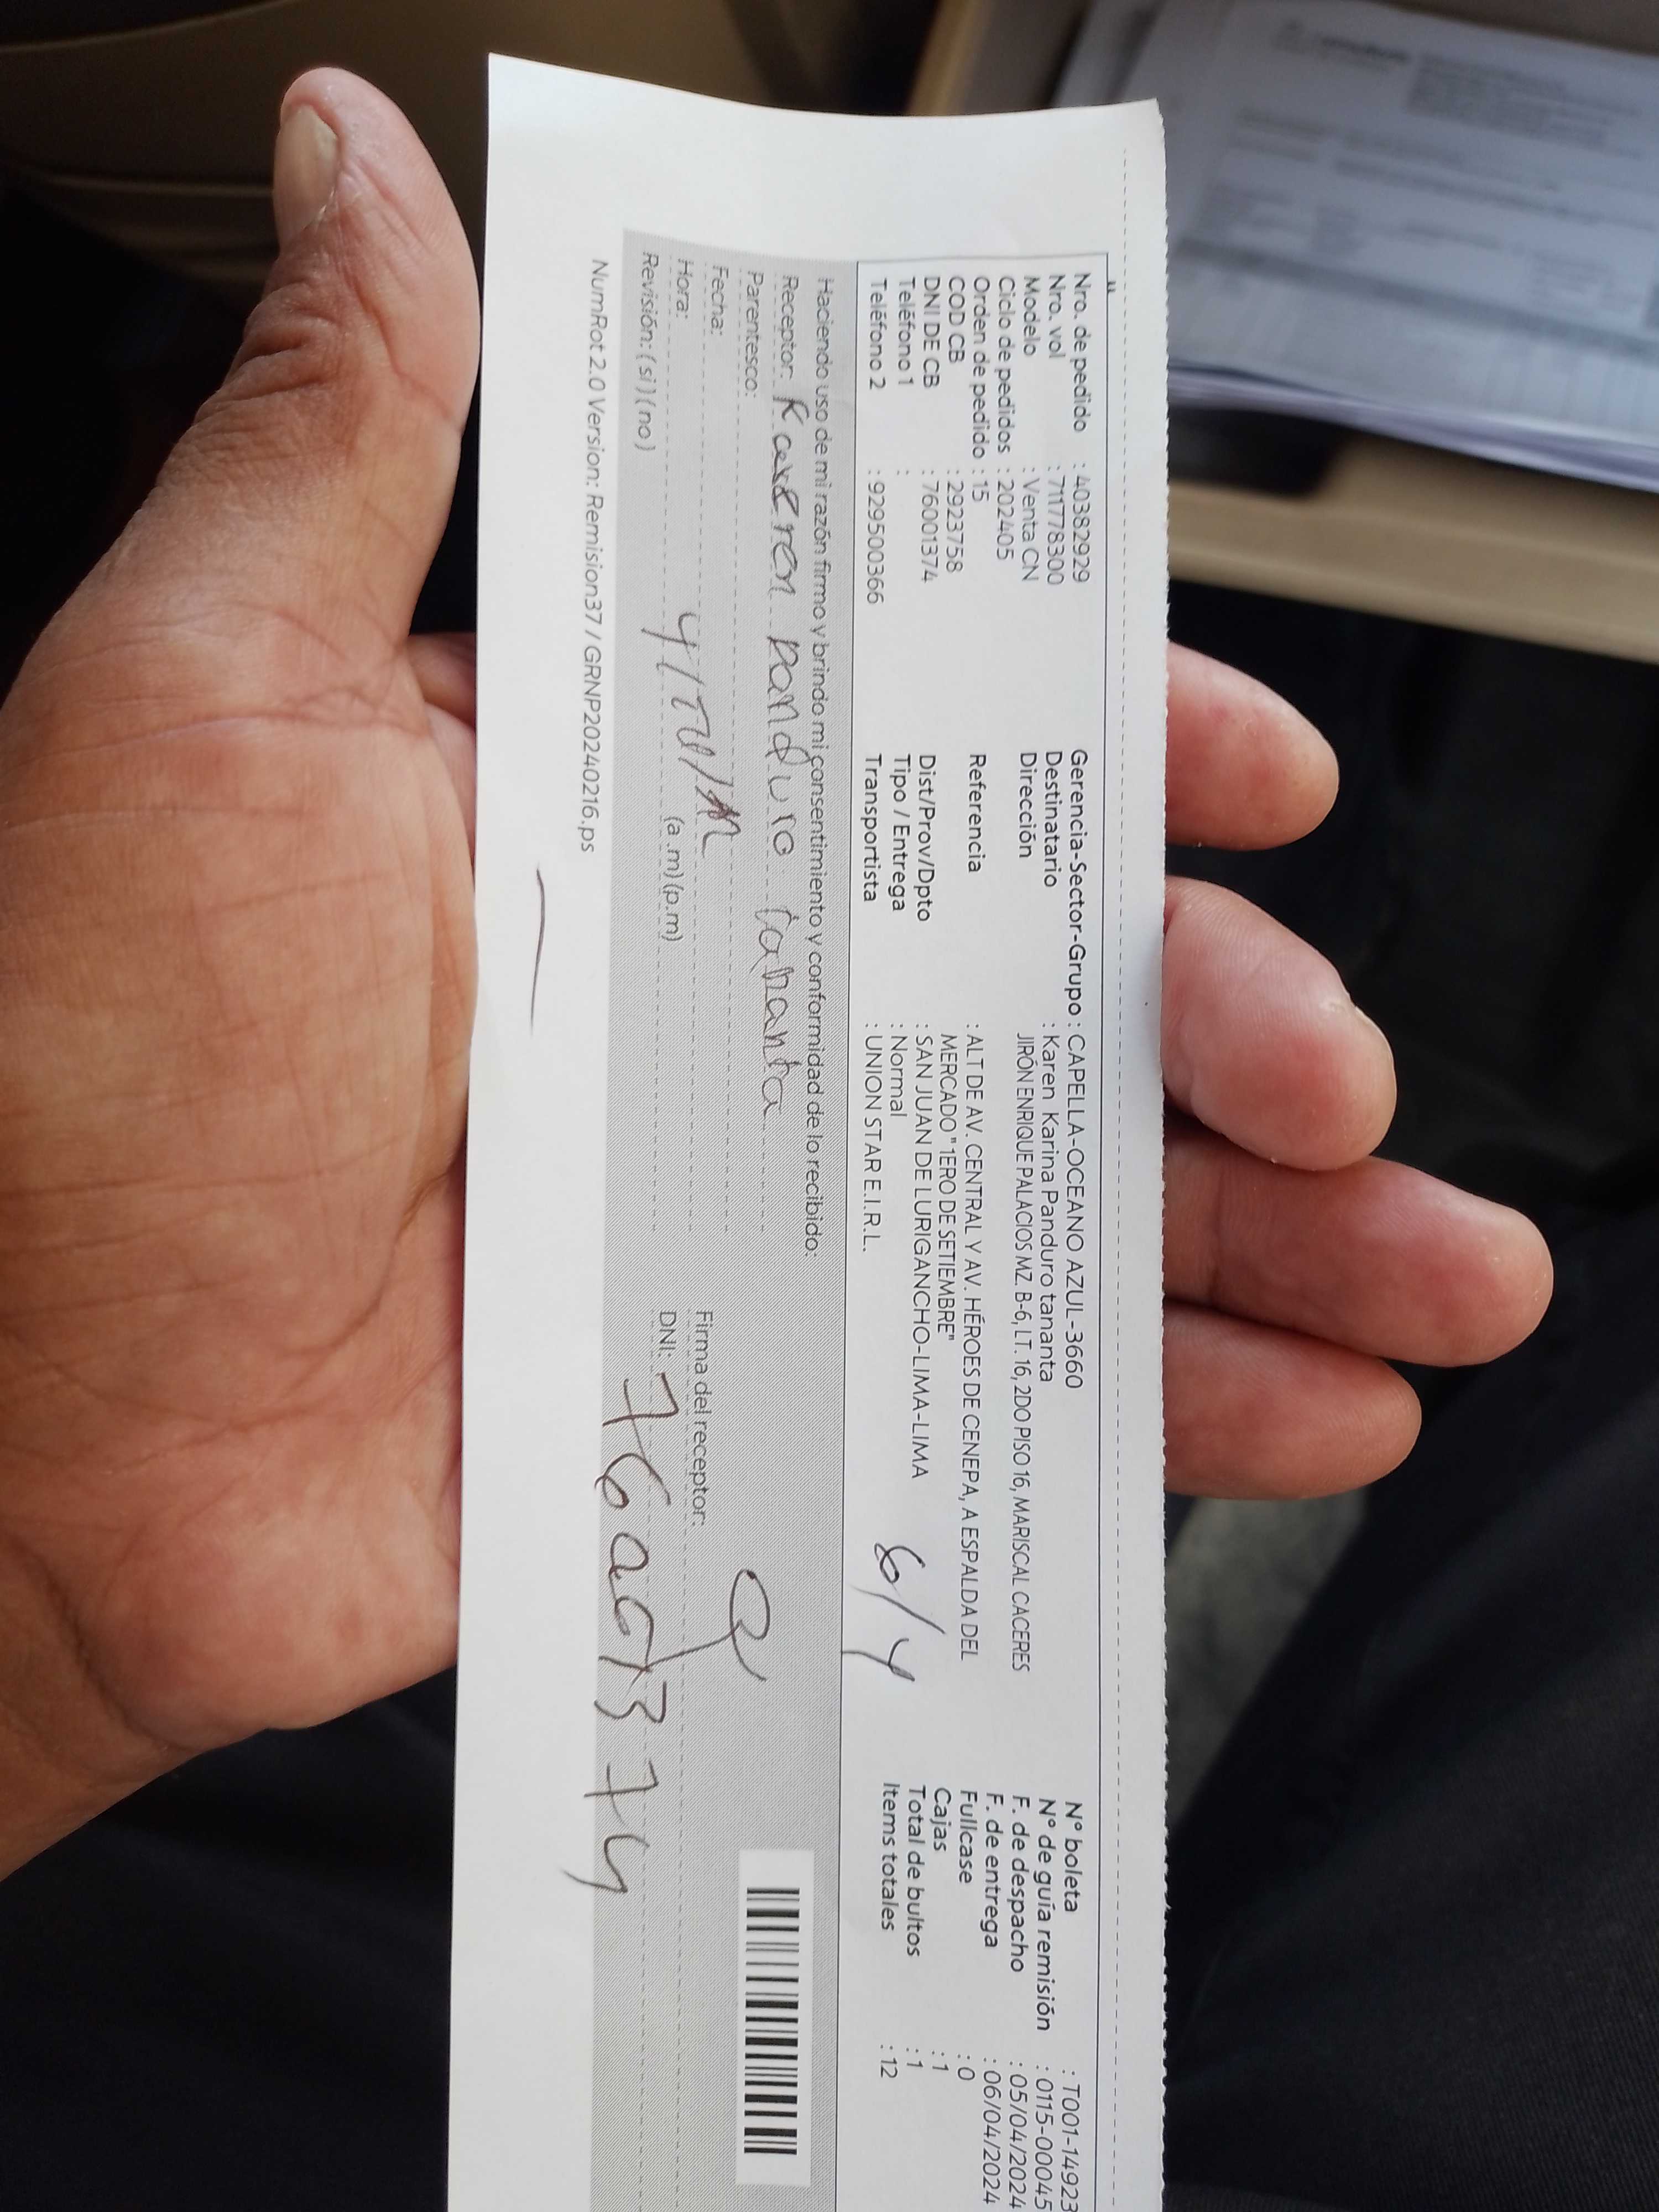 Nro. de pedido : 40382929
Nro. vol : 711778300
Modelo : Venta CN
Ciclo de pedidos : 202405
Orden de pedido : 15
COD CB : 2923758
DNI DE CB : 76001374
Teléfono 1 :
Teléfono 2 : 929500366
Gerencia-Sector-Grupo : CAPELLA-OCEANO AZUL-3660
Destinatario : Karen Karina Panduro tananta
Dirección JIRÓN ENRIQUE PALACIOS MZ. B-6, LT. 16, 2DO PISO 16, MARISCAL CACERES
Referencia : ALT DE AV. CENTRAL Y AV. HÉROES DE CENEPA, A ESPALDA DEL
MERCADO "1ERO DE SETIEMBRE"
Dist/Prov/Dpto : SAN JUAN DE LURIGANCHO-LIMA-LIMA
Tipo / Entrega : Normal
Transportista : UNION STAR E.I.R.L.
6/4
N° boleta : T001-14923
N° de guía remisión : 0115-00045
F. de despacho : 05/04/2024
F. de entrega : 06/04/2024
Fullcase : 0
Cajas : 1
Total de bultos : 1
Items totales : 12
Haciendo uso de mi razón firmo y brindo mi consentimiento y conformidad de lo recibido:
Receptor: panduro tananta
Parentesco:
Fecha:
Hora: (a.m) (p.m)
Revisión: ( si ) ( no )
Firma del receptor:
DNI: 76001374
NumRot 2.0 Version: Remision37 / GRNP20240216.ps